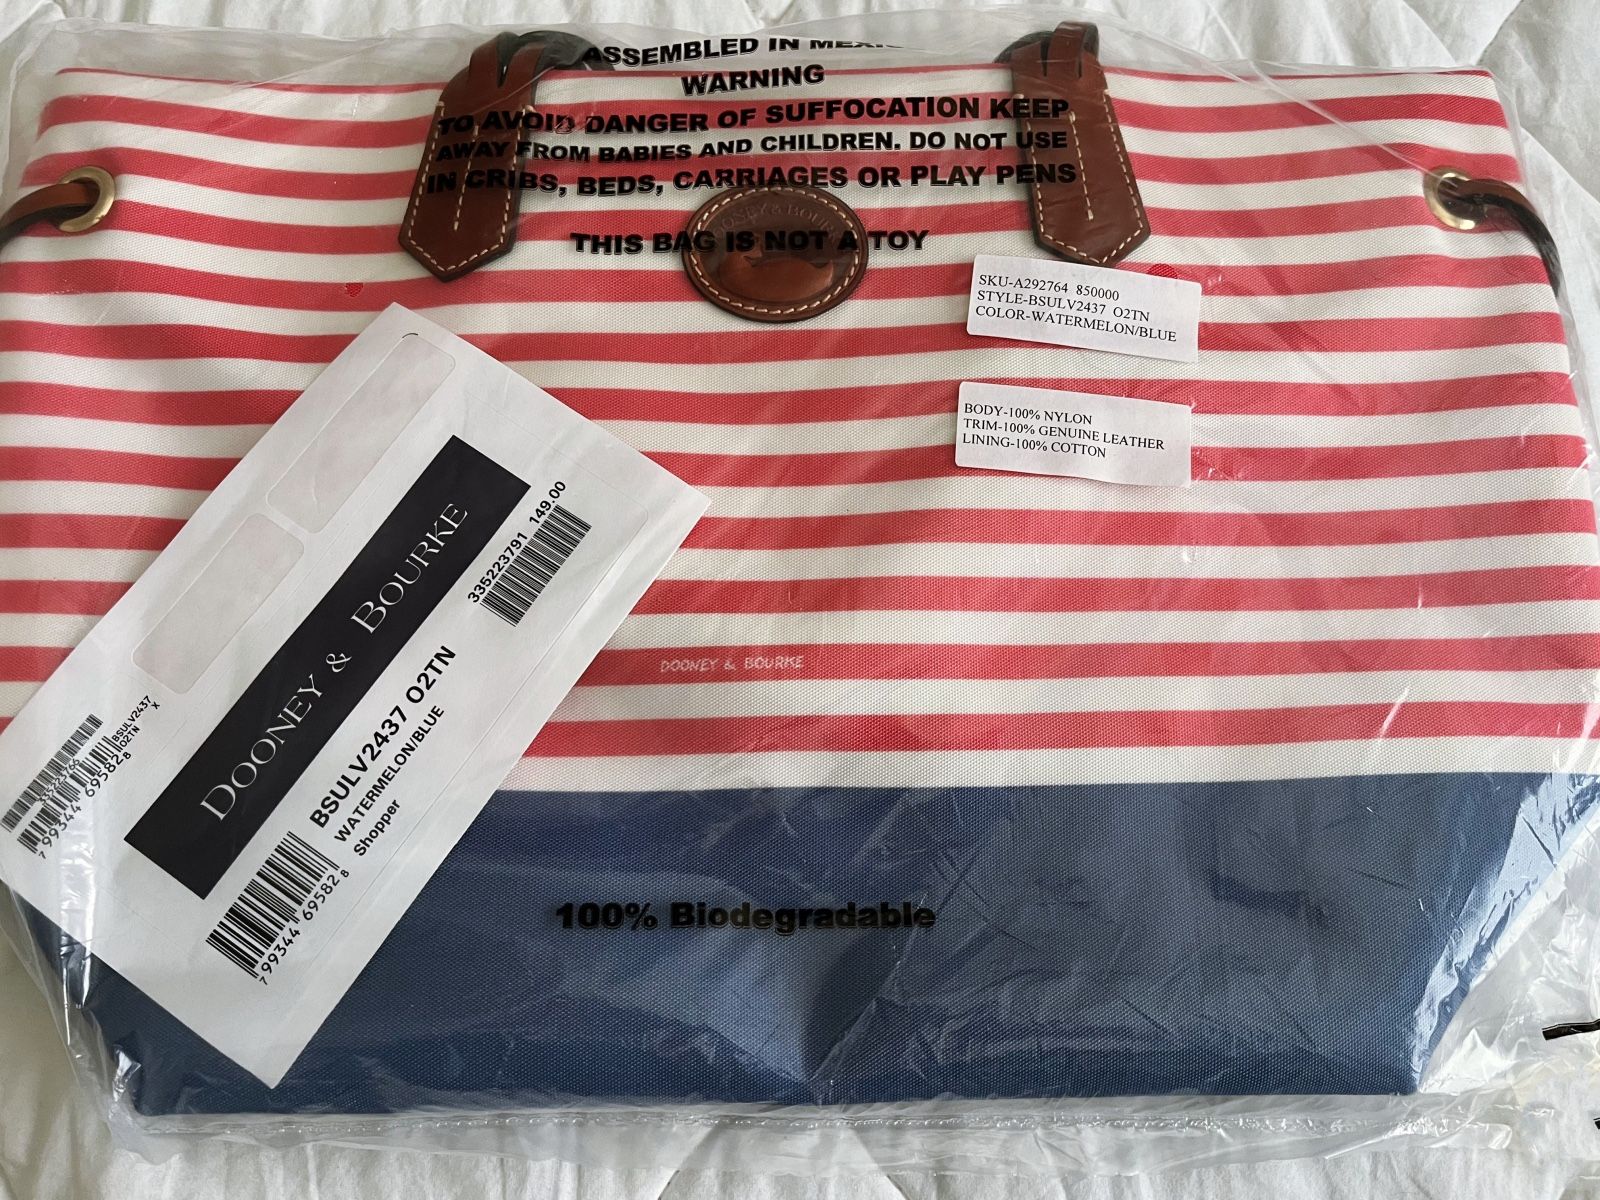 ASSEMBLED IN MEXICO
WARNING
TO AVOID DANGER OF SUFFOCATION KEEP
AWAY FROM BABIES AND CHILDREN. DO NOT USE
IN CRIBS, BEDS, CARRIAGES OR PLAY PENS
THIS BAG IS NOT A TOY
DOONEY & BOURKE
SKU-A292764 850000
STYLE-BSULV2437 O2TN
COLOR-WATERMELON/BLUE
BODY-100% NYLON
TRIM-100% GENUINE LEATHER
LINING-100% COTTON
DOONEY & BOURKE
335223791 149.00
BSULV2437 O2TN
WATERMELON/BLUE
Shopper
7 99344 69582 8
BSULV2437
O2TN X
7 99344 69582 8
DOONEY & BOURKE
100% Biodegradable